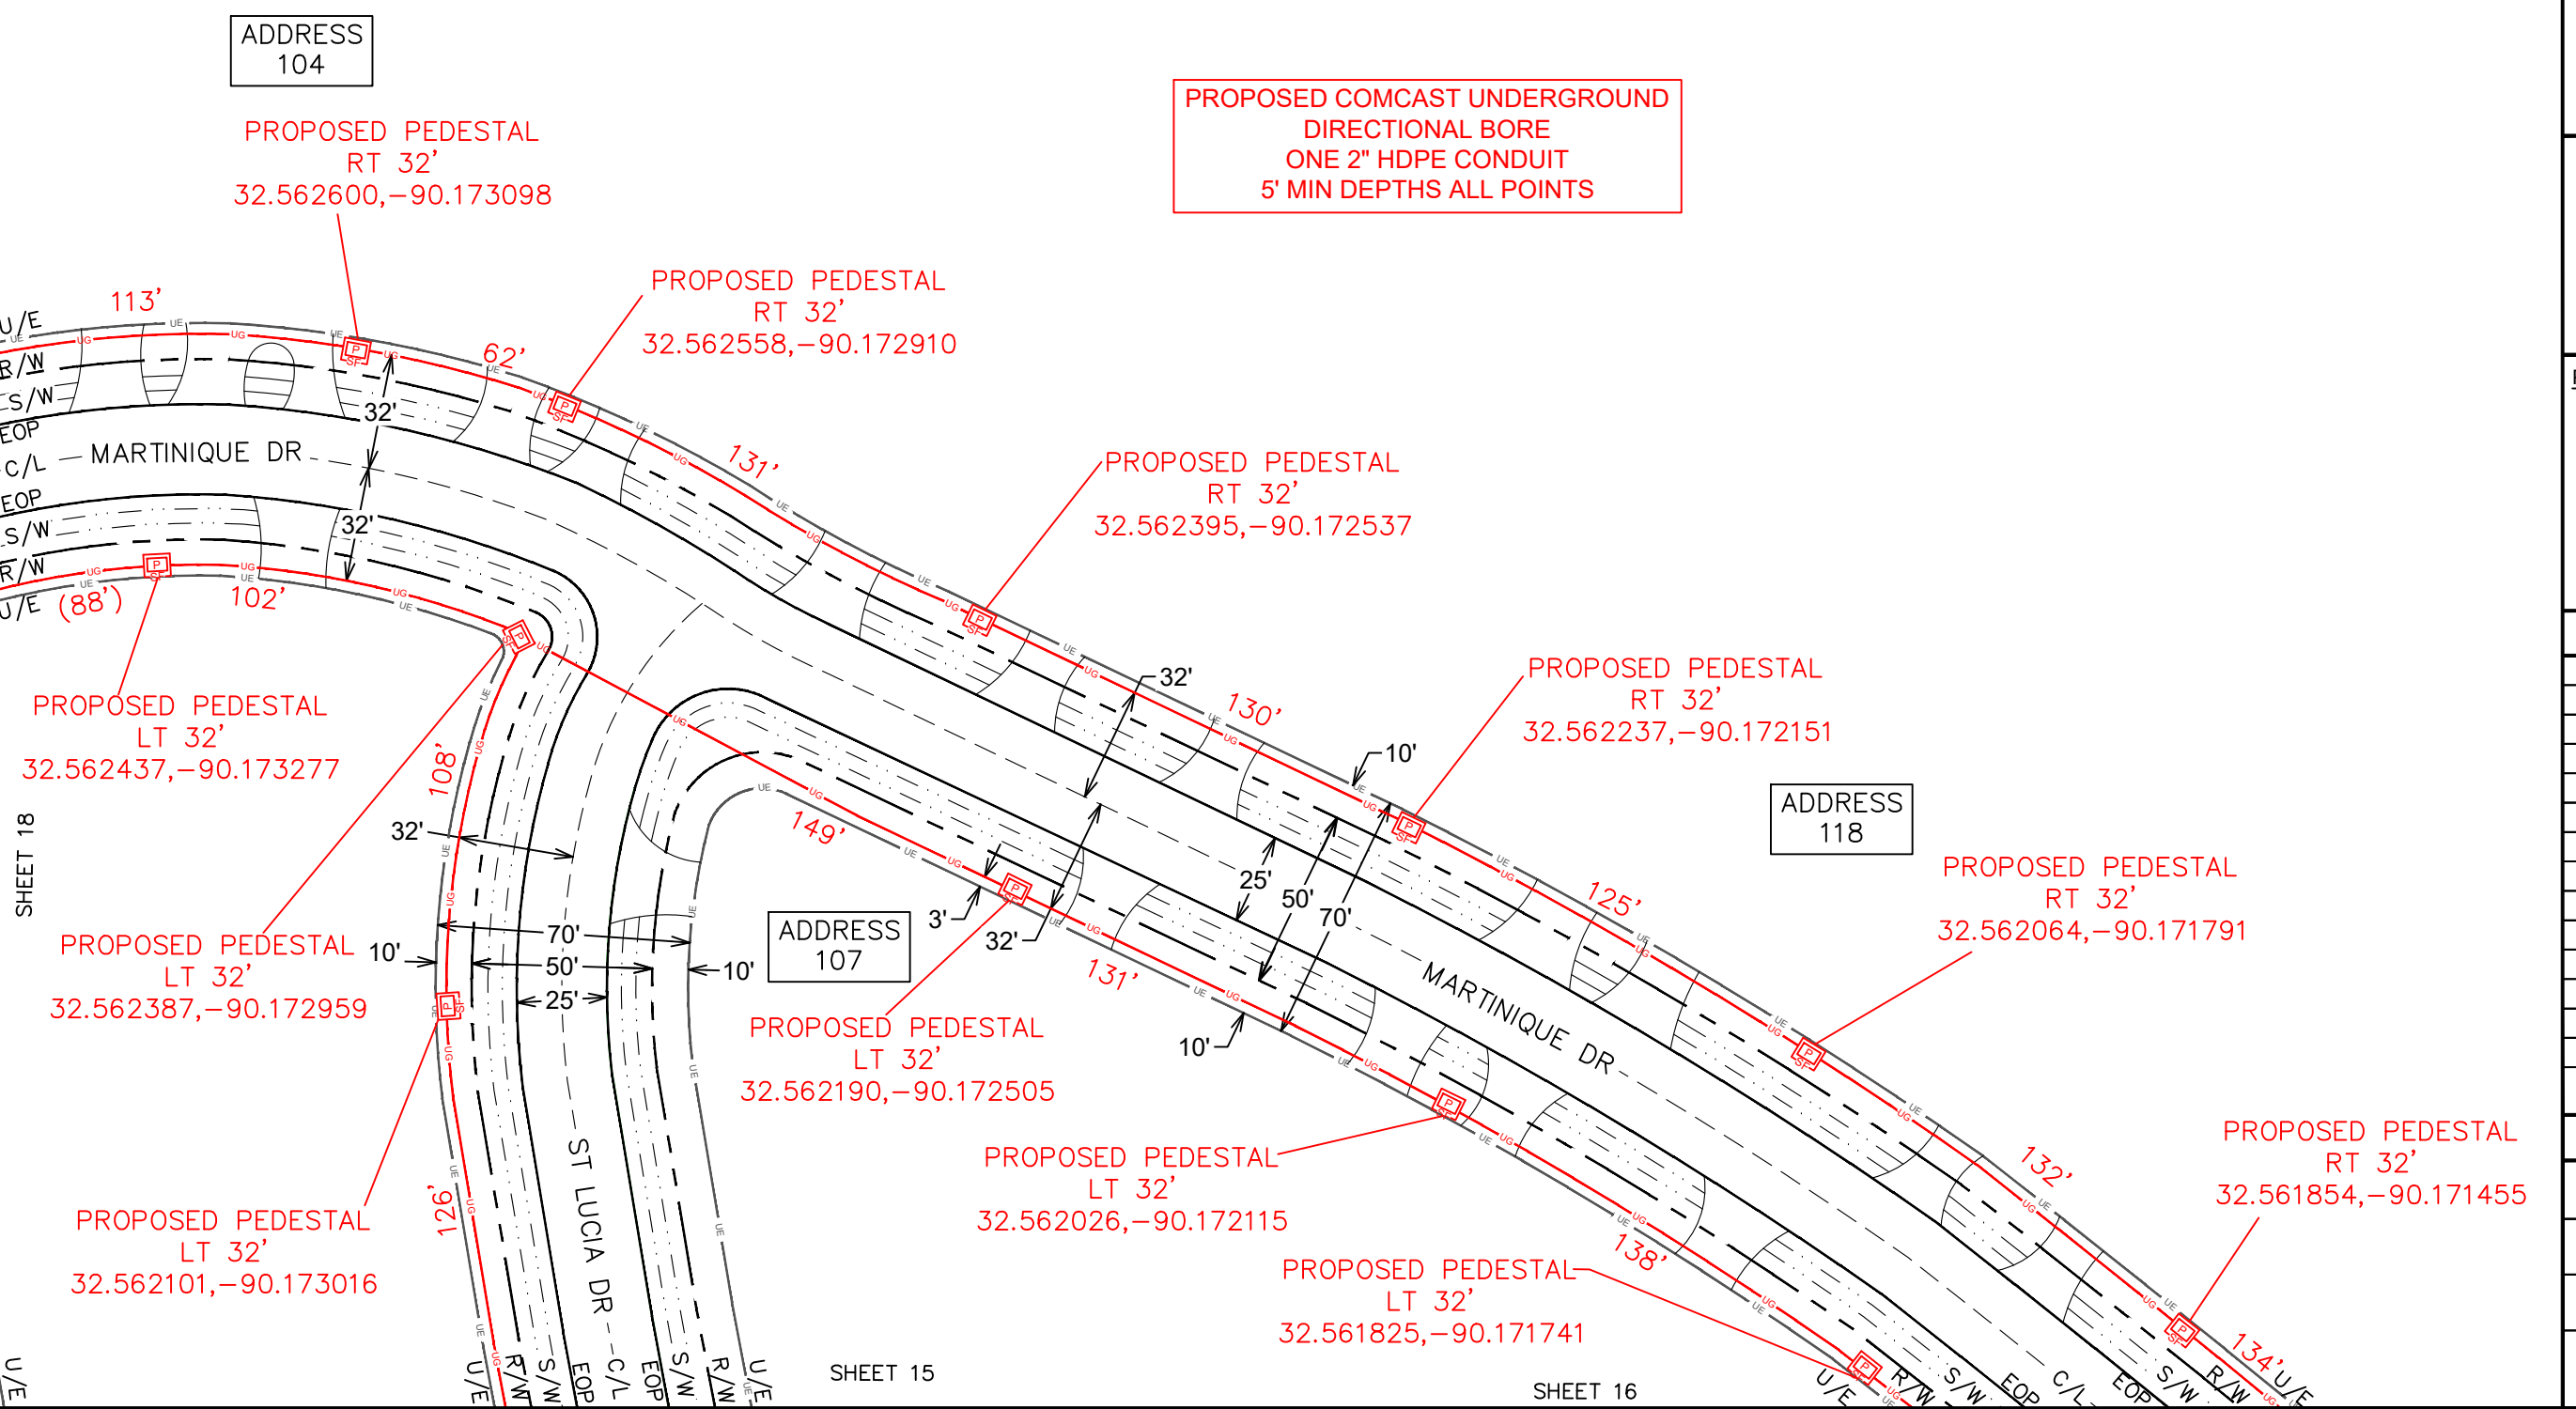 ADDRESS
104
PROPOSED COMCAST UNDERGROUND
DIRECTIONAL BORE
ONE 2" HDPE CONDUIT
5' MIN DEPTHS ALL POINTS
PROPOSED PEDESTAL
RT 32'
32.562600,-90.173098
PROPOSED PEDESTAL
RT 32'
32.562558,-90.172910
113'
62'
131'
U/E
R/W
S/W
EOP
C/L
MARTINIQUE DR
EOP
S/W
R/W
U/E
32'
32'
(88')
102'
PROPOSED PEDESTAL
RT 32'
32.562395,-90.172537
PROPOSED PEDESTAL
LT 32'
32.562437,-90.173277
32'
130'
10'
PROPOSED PEDESTAL
RT 32'
32.562237,-90.172151
SHEET 18
108'
32'
149'
ADDRESS
118
125'
PROPOSED PEDESTAL
LT 32'
32.562387,-90.172959
10'
70'
50'
25'
10'
ADDRESS
107
3'
32'
25'
50'
70'
131'
10'
MARTINIQUE DR
PROPOSED PEDESTAL
RT 32'
32.562064,-90.171791
PROPOSED PEDESTAL
LT 32'
32.562190,-90.172505
PROPOSED PEDESTAL
LT 32'
32.562026,-90.172115
132'
PROPOSED PEDESTAL
RT 32'
32.561854,-90.171455
PROPOSED PEDESTAL
LT 32'
32.562101,-90.173016
126'
ST LUCIA DR
138'
PROPOSED PEDESTAL
LT 32'
32.561825,-90.171741
134'
U/E
U/E
R/W
S/W
EOP
C/L
EOP
S/W
R/W
U/E
SHEET 15
SHEET 16
U/E
R/W
S/W
EOP
C/L
EOP
S/W
R/W
U/E